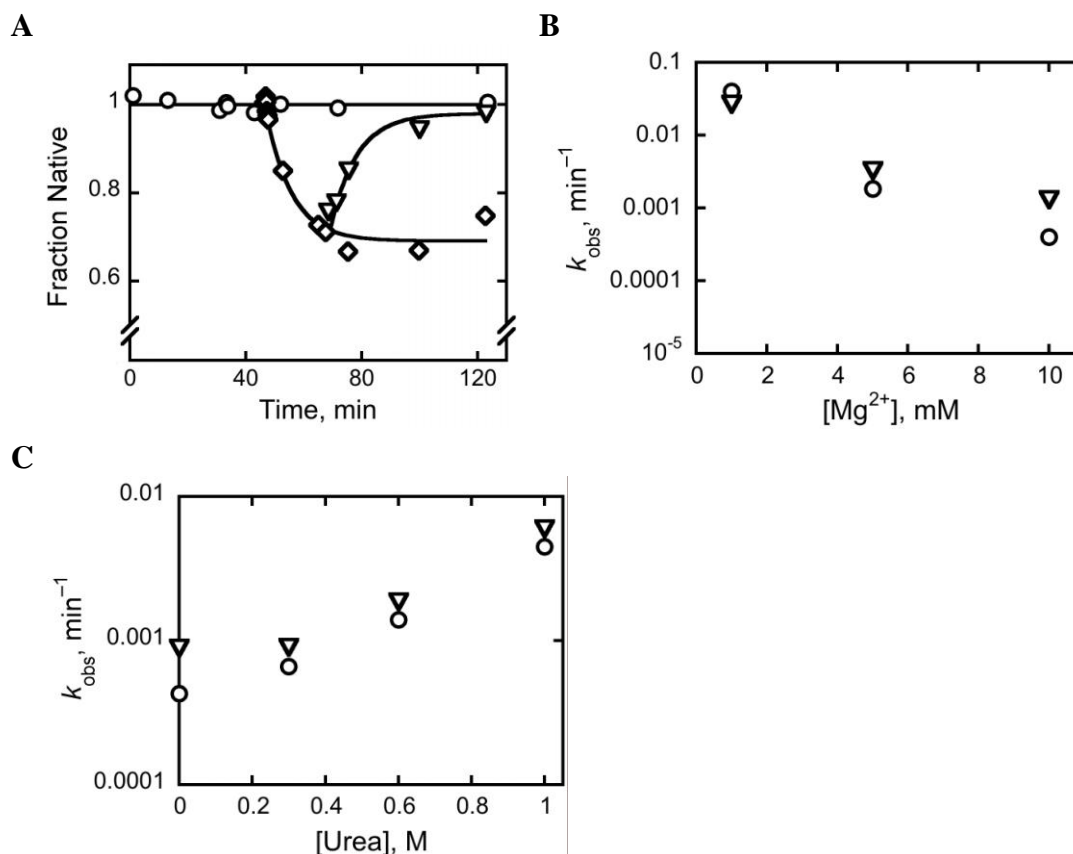 A
Fraction Native
1
0.8
0.6
0 40 80 120
Time, min
B
k_obs, min⁻¹
0.1
0.01
0.001
0.0001
10⁻⁵
0 2 4 6 8 10
[Mg²⁺], mM
C
k_obs, min⁻¹
0.01
0.001
0.0001
0 0.2 0.4 0.6 0.8 1
[Urea], M